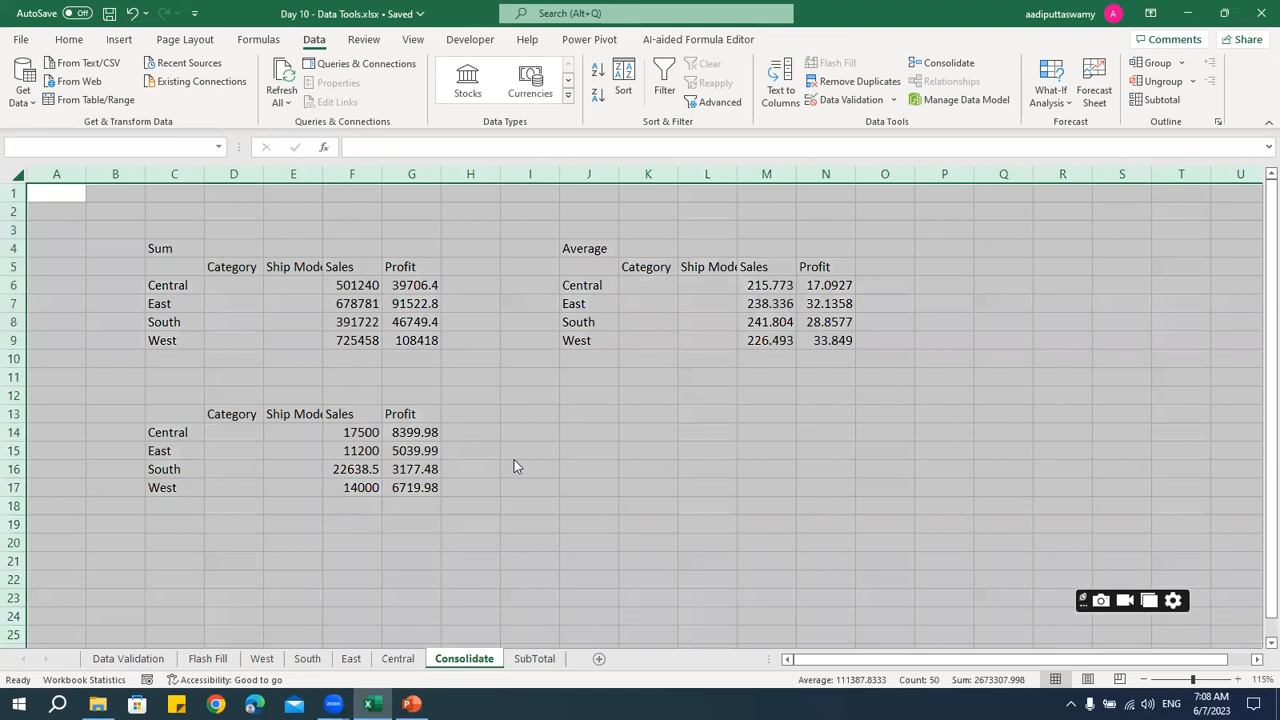 AutoSave Off Day 10 - Data Tools.xlsx • Saved Search (Alt+Q) aadiputtaswamy A
File Home Insert Page Layout Formulas Data Review View Developer Help Power Pivot AI-aided Formula Editor Comments Share
From Text/CSV Recent Sources Queries & Connections Clear Flash Fill Consolidate Group
Get Data From Web Existing Connections Refresh All Properties Stocks Currencies Sort Filter Reapply Text to Columns Remove Duplicates Relationships What-If Analysis Forecast Sheet Ungroup
From Table/Range Edit Links Advanced Data Validation Manage Data Model Subtotal
Get & Transform Data Queries & Connections Data Types Sort & Filter Data Tools Forecast Outline
fx
A B C D E F G H I J K L M N O P Q R S T U
1
2
3
4 Sum Average
5 Category Ship Mode Sales Profit Category Ship Mode Sales Profit
6 Central 501240 39706.4 Central 215.773 17.0927
7 East 678781 91522.8 East 238.336 32.1358
8 South 391722 46749.4 South 241.804 28.8577
9 West 725458 108418 West 226.493 33.849
10
11
12
13 Category Ship Mode Sales Profit
14 Central 17500 8399.98
15 East 11200 5039.99
16 South 22638.5 3177.48
17 West 14000 6719.98
18
19
20
21
22
23
24
25
Data Validation Flash Fill West South East Central Consolidate SubTotal
Ready Workbook Statistics Accessibility: Good to go Average: 111387.8333 Count: 50 Sum: 2673307.998 115%
zoom ENG 7:08 AM
6/7/2023